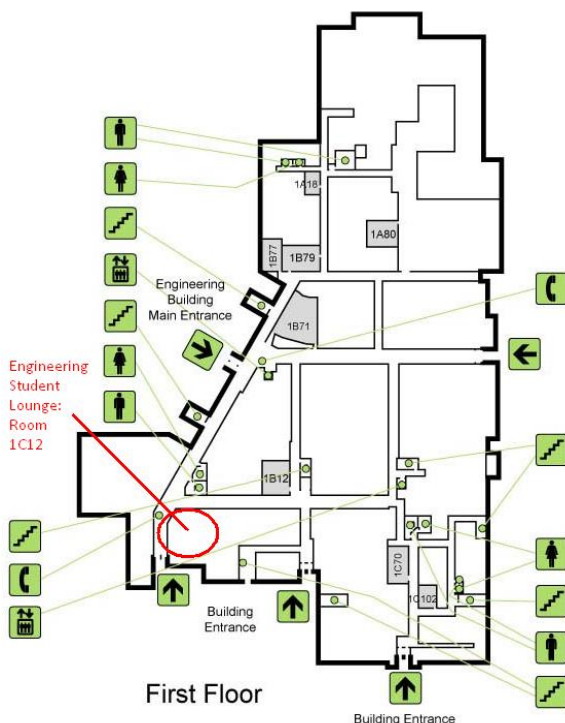 1A16
1A80
1B77
1B79
Engineering
Building
Main Entrance
1B71
Engineering
Student
Lounge:
Room
1C12
1B12
1C70
1C102
Building
Entrance
First Floor
Building Entrance